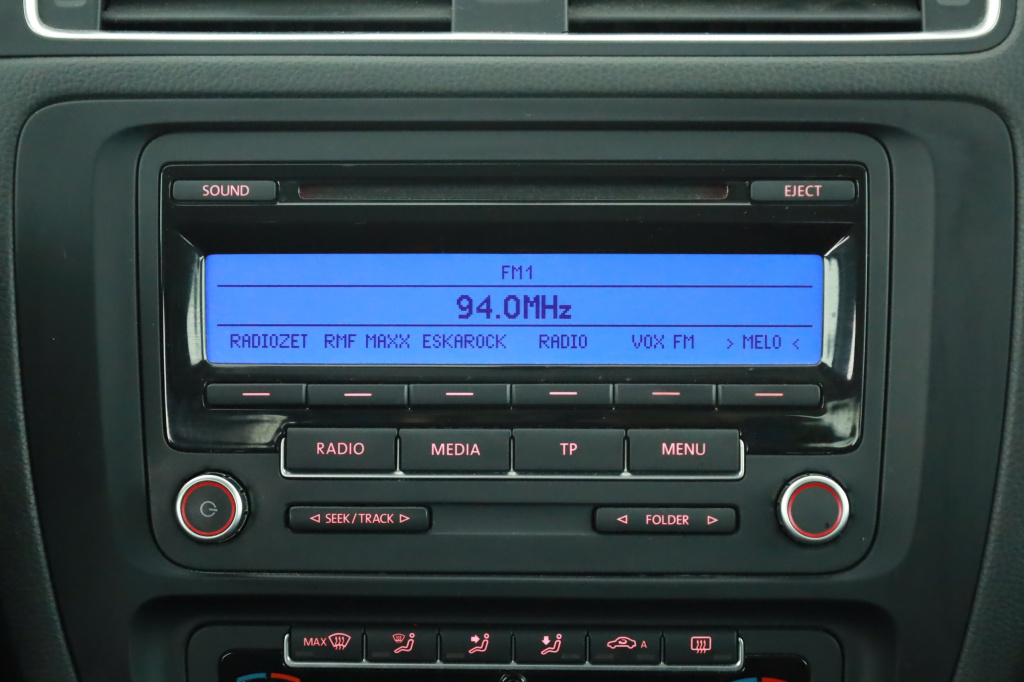 SOUND EJECT
FM1
94.0MHz
RADIOZET RMF MAXX ESKAROCK RADIO VOX FM > MELO <
RADIO MEDIA TP MENU
SEEK/TRACK FOLDER
MAX A